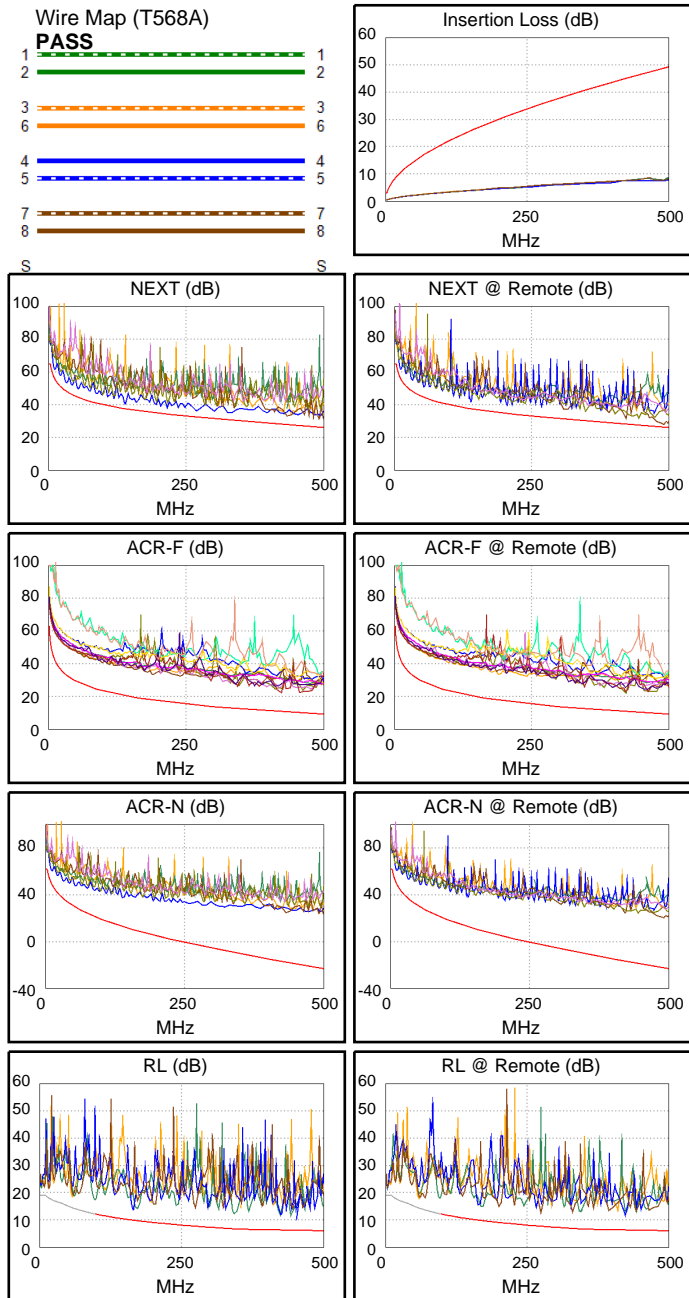 Wire Map (T568A)
PASS
1 1
2 2
3 3
6 6
4 4
5 5
7 7
8 8
S S
Insertion Loss (dB)
60
50
40
30
20
10
0
250 500
MHz
NEXT (dB)
100
80
60
40
20
0
0 250 500
MHz
NEXT @ Remote (dB)
100
80
60
40
20
0
0 250 500
MHz
ACR-F (dB)
100
80
60
40
20
0
0 250 500
MHz
ACR-F @ Remote (dB)
100
80
60
40
20
0
0 250 500
MHz
ACR-N (dB)
80
40
0
-40
0 250 500
MHz
ACR-N @ Remote (dB)
80
40
0
-40
0 250 500
MHz
RL (dB)
60
50
40
30
20
10
0
0 250 500
MHz
RL @ Remote (dB)
60
50
40
30
20
10
0
0 250 500
MHz